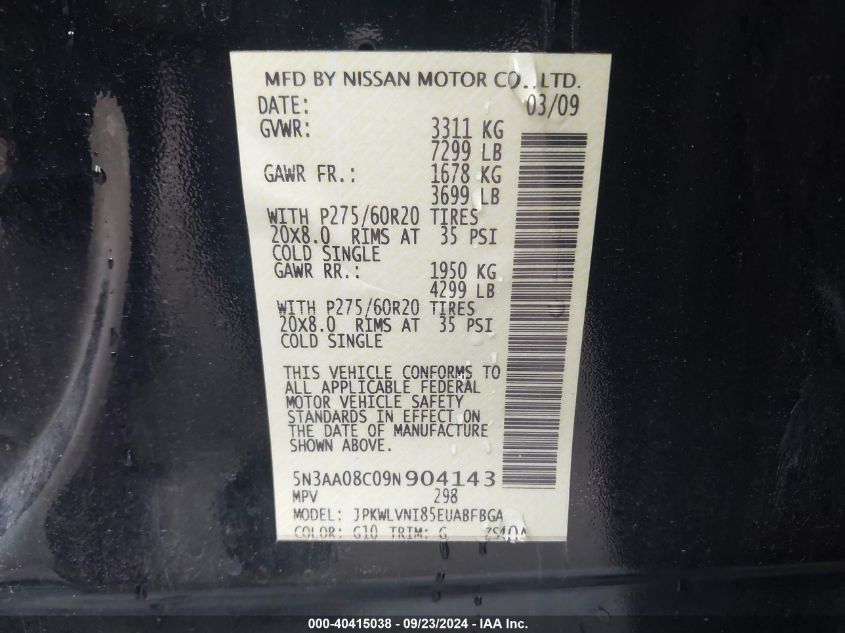 MFD BY NISSAN MOTOR CO., LTD.
DATE: 03/09
GVWR: 3311 KG
7299 LB
GAWR FR.: 1678 KG
3699 LB
WITH P275/60R20 TIRES
20X8.0 RIMS AT 35 PSI
COLD SINGLE
GAWR RR.: 1950 KG
4299 LB
WITH P275/60R20 TIRES
20X8.0 RIMS AT 35 PSI
COLD SINGLE
THIS VEHICLE CONFORMS TO
ALL APPLICABLE FEDERAL
MOTOR VEHICLE SAFETY
STANDARDS IN EFFECT ON
THE DATE OF MANUFACTURE
SHOWN ABOVE.
5N3AA08C09N904143
MPV 298
MODEL: JPKWLVNI85EUABFBGA
COLOR: G10 TRIM: G
000-40415038 - 09/23/2024 - IAA Inc.